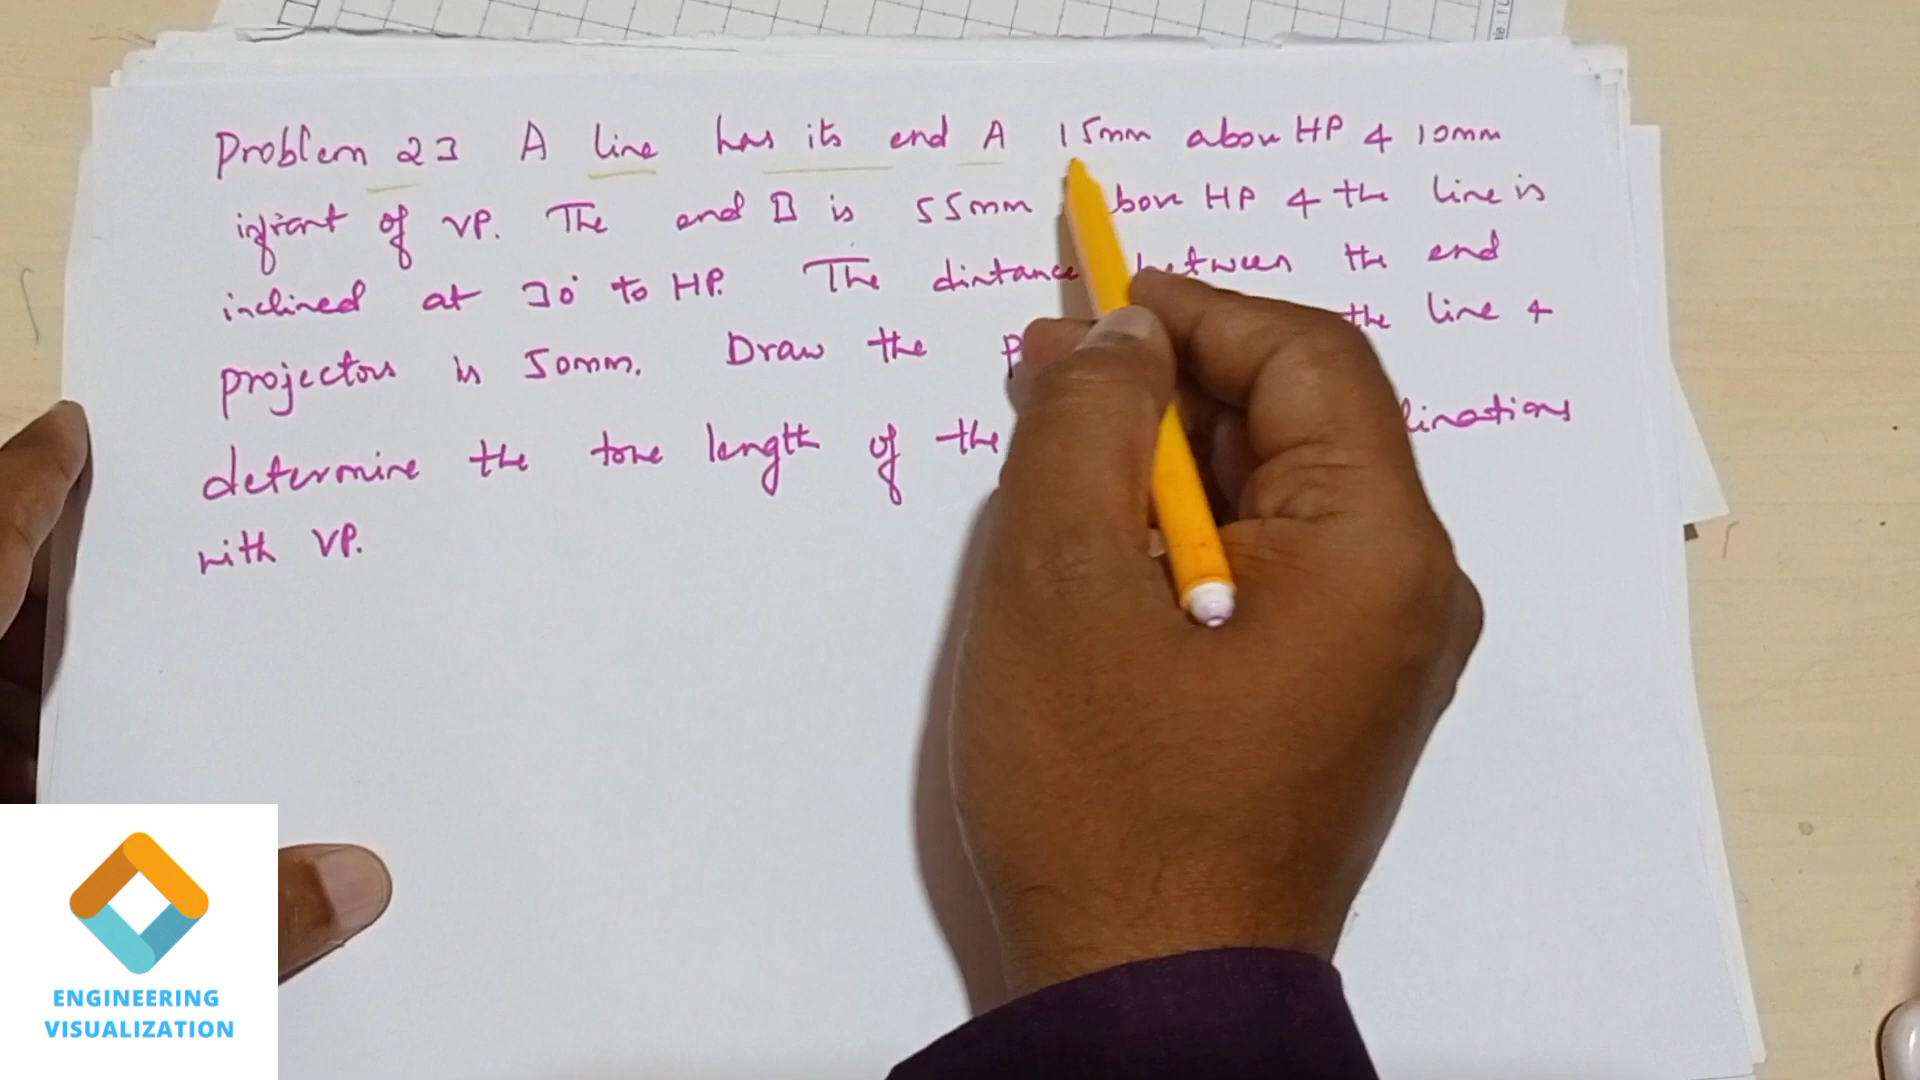 Problem 23 A line has its end A 15mm above HP & 10mm
infront of VP. The end B is 55mm above HP & the line is
inclined at 30° to HP. The distance between the end
projectors is 50mm. Draw the the line &
determine the true length of the
with VP.
ENGINEERING
VISUALIZATION